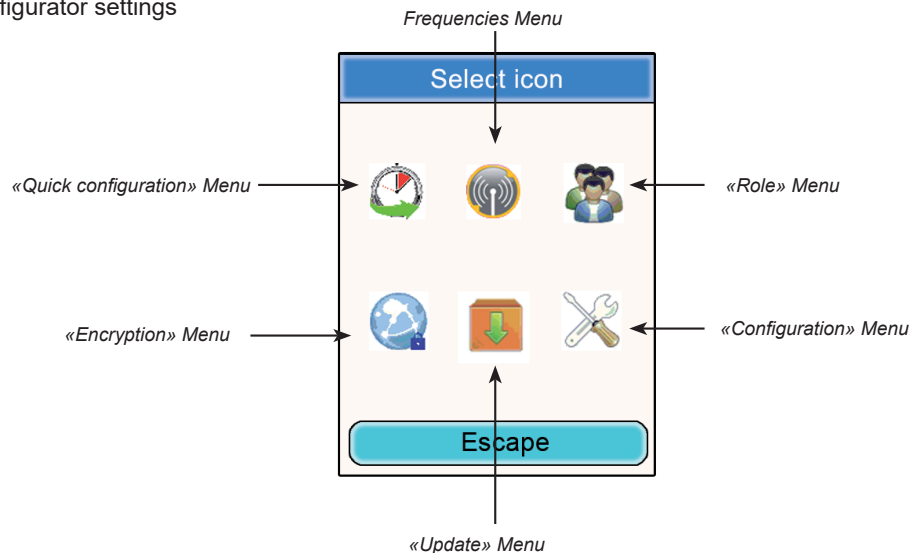 figurator settings
Frequencies Menu
Select icon
«Quick configuration» Menu
«Role» Menu
«Encryption» Menu
«Configuration» Menu
Escape
«Update» Menu